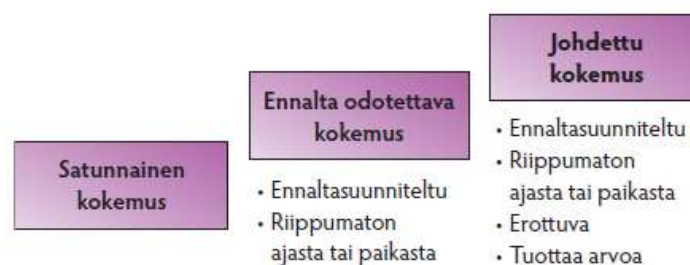 Satunnainen
kokemus
Ennalta odotettava
kokemus
• Ennaltasuunniteltu
• Riippumaton
ajasta tai paikasta
Johdettu
kokemus
• Ennaltasuunniteltu
• Riippumaton
ajasta tai paikasta
• Erottuva
• Tuottaa arvoa